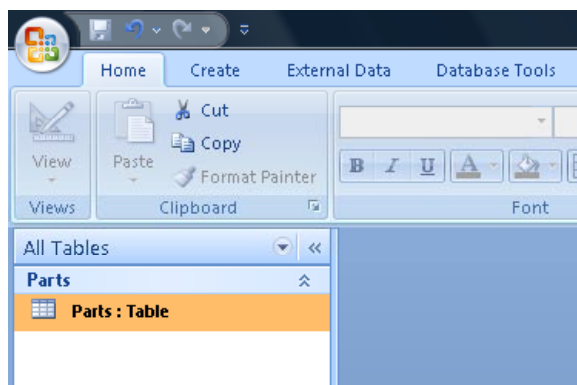 Home Create External Data Database Tools
Cut
Copy
View Paste Format Painter
B I U A
Views Clipboard Font
All Tables
Parts
Parts : Table